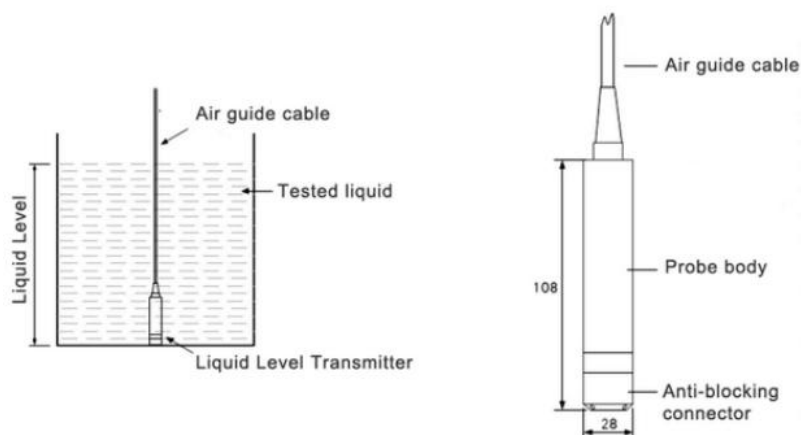 Air guide cable
Tested liquid
Liquid Level
Liquid Level Transmitter
Air guide cable
Probe body
108
Anti-blocking
connector
28